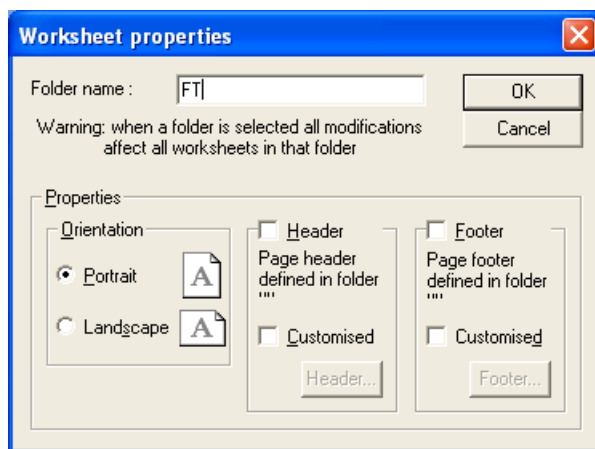 Worksheet properties
Folder name : FT
OK
Warning: when a folder is selected all modifications
affect all worksheets in that folder
Cancel
Properties
Orientation
Portrait
A
Landscape
A
Header
Page header
defined in folder
""
Customised
Header...
Footer
Page footer
defined in folder
""
Customised
Footer...